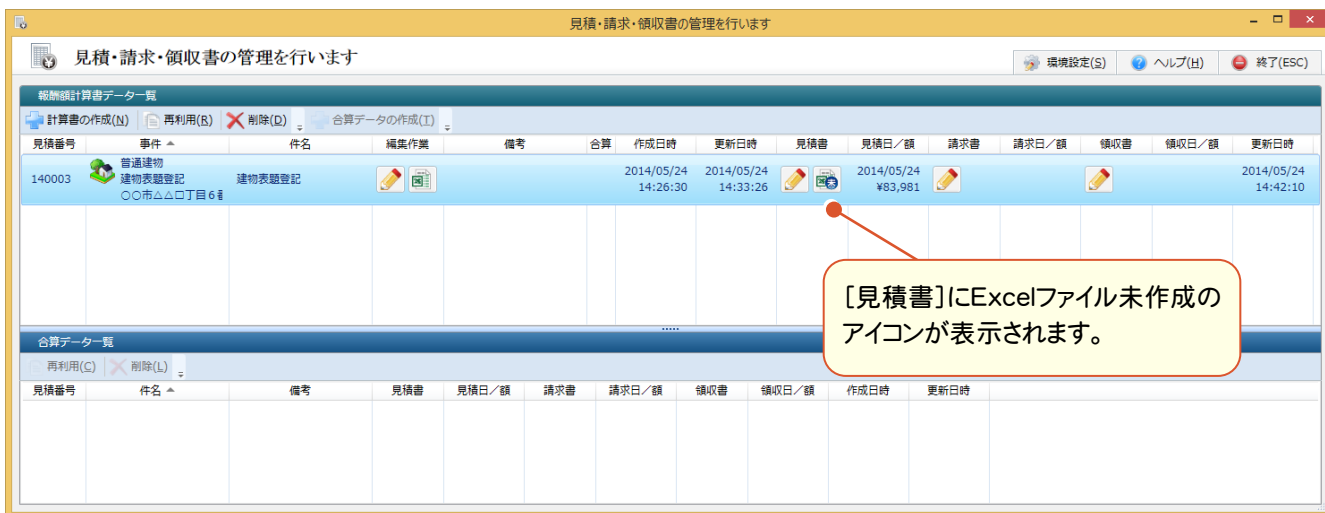 見積・請求・領収書の管理を行います
見積・請求・領収書の管理を行います
環境設定(S) ヘルプ(H) 終了(ESC)
報酬額計算書データ一覧
計算書の作成(N) 再利用(R) 削除(D) 合算データの作成(T)
見積番号 事件 件名 編集作業 備考 合算 作成日時 更新日時 見積書 見積日/額 請求書 請求日/額 領収書 領収日/額 更新日時
普通建物
140003 建物表題登記 建物表題登記
○○市△△口丁目6
2014/05/24 2014/05/24 2014/05/24 2014/05/24
14:26:30 14:33:26 ¥83,981 14:42:10
[見積書]にExcelファイル未作成の
アイコンが表示されます。
合算データ一覧
再利用(C) 削除(L)
見積番号 件名 備考 見積書 見積日/額 請求書 請求日/額 領収書 領収日/額 作成日時 更新日時